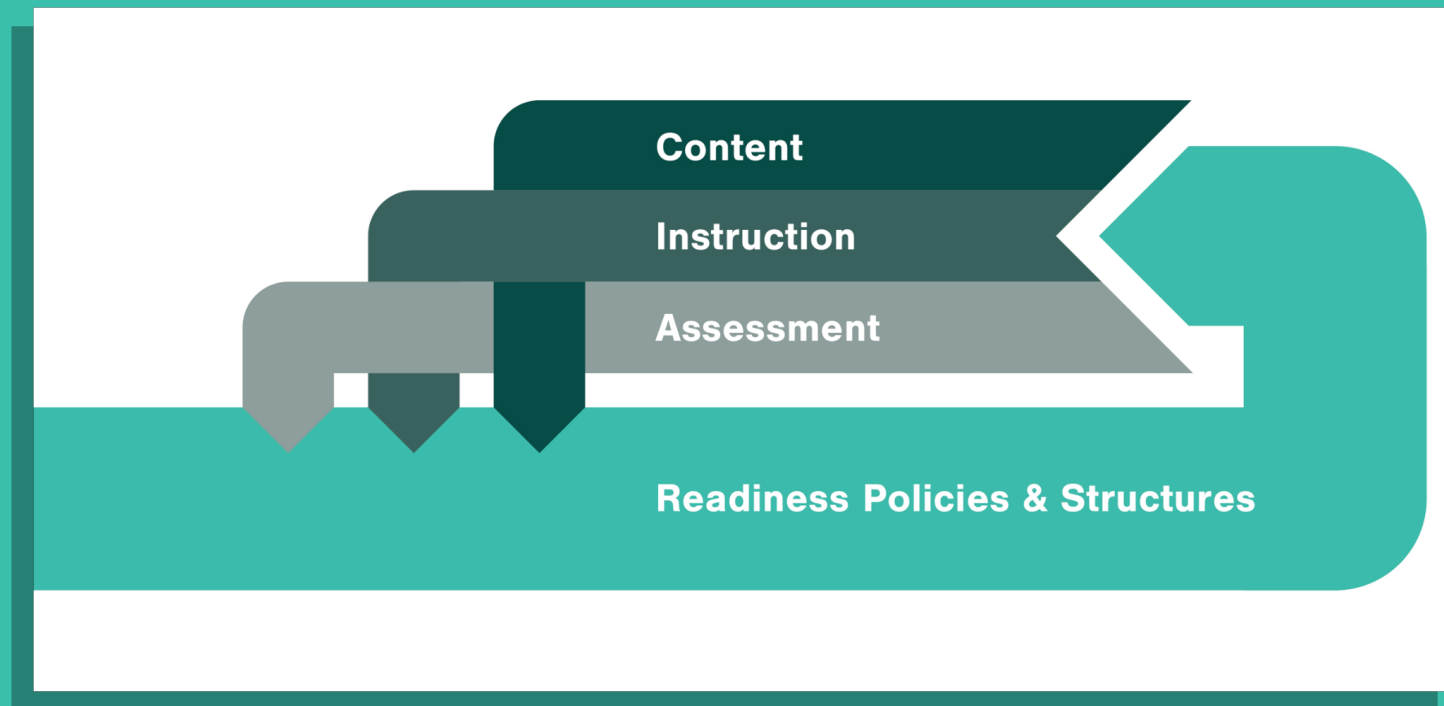 Content
Instruction
Assessment
Readiness Policies & Structures